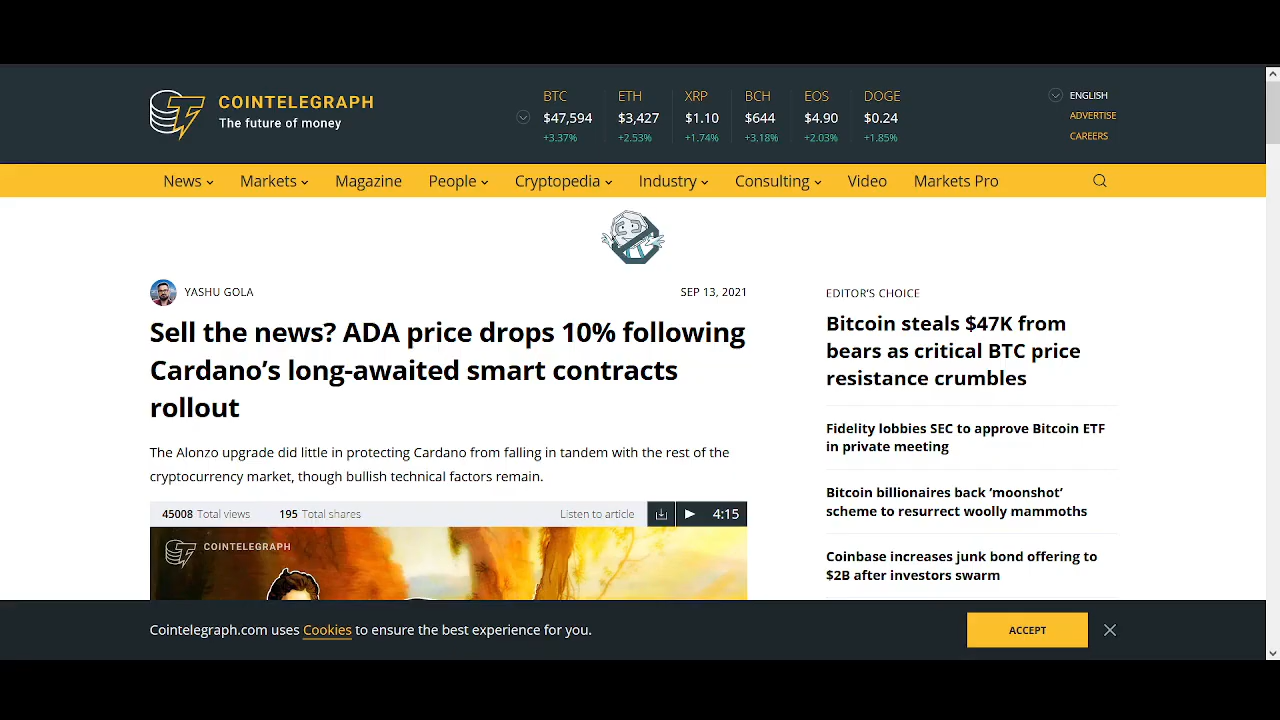 COINTELEGRAPH
The future of money
BTC ETH XRP BCH EOS DOGE
$47,594 $3,427 $1.10 $644 $4.90 $0.24
+3.37% +2.53% +1.74% +3.18% +2.03% +1.85%
ENGLISH
ADVERTISE
CAREERS
News Markets Magazine People Cryptopedia Industry Consulting Video Markets Pro
YASHU GOLA SEP 13, 2021
Sell the news? ADA price drops 10% following
Cardano’s long-awaited smart contracts
rollout
The Alonzo upgrade did little in protecting Cardano from falling in tandem with the rest of the
cryptocurrency market, though bullish technical factors remain.
45008 Total views 195 Total shares Listen to article 4:15
COINTELEGRAPH
EDITOR’S CHOICE
Bitcoin steals $47K from
bears as critical BTC price
resistance crumbles
Fidelity lobbies SEC to approve Bitcoin ETF
in private meeting
Bitcoin billionaires back ‘moonshot’
scheme to resurrect woolly mammoths
Coinbase increases junk bond offering to
$2B after investors swarm
Cointelegraph.com uses Cookies to ensure the best experience for you.
ACCEPT